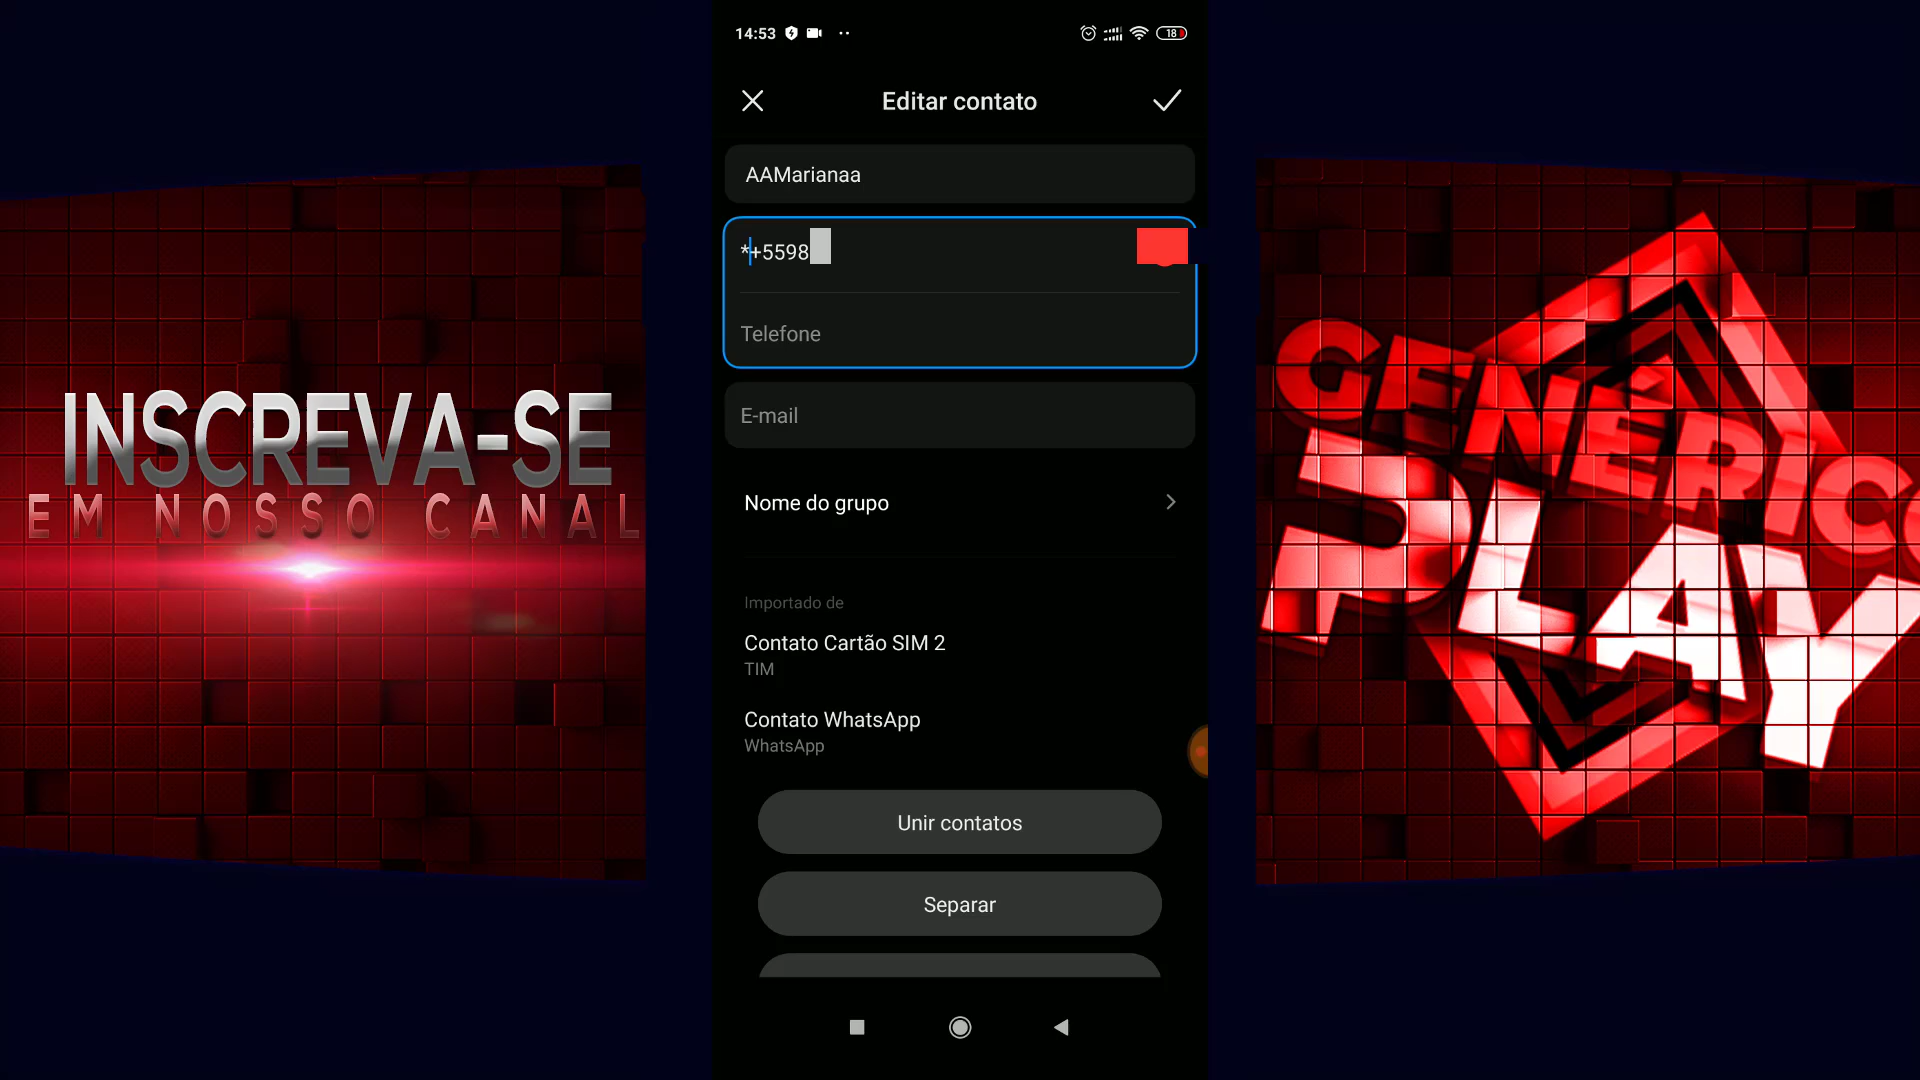 14:53
18
Editar contato
AAMarianaa
*+5598
Telefone
E-mail
Nome do grupo
Importado de
Contato Cartão SIM 2
TIM
Contato WhatsApp
WhatsApp
Unir contatos
Separar
INSCREVA-SE
EM NOSSO CANAL
GENÉRICO
PLAY